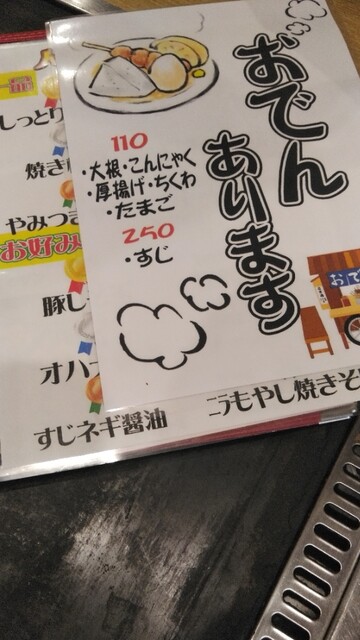 おでん
あります
110
・大根・こんにゃく
・厚揚げ・ちくわ
・たまご
250
・すじ
おで
しっとり
焼き
やみつき
お好み
豚し
オハ
すじネギ醤油
もやし焼きそ